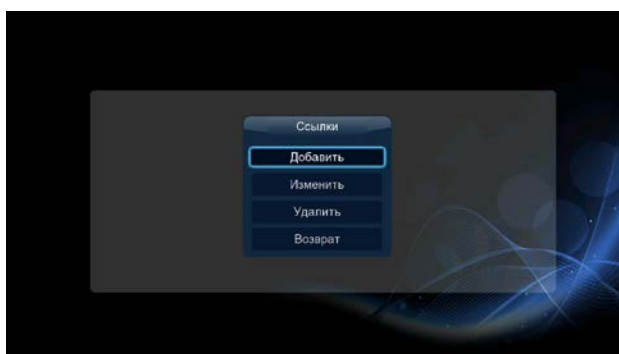 Ссылки
Добавить
Изменить
Удалить
Возврат